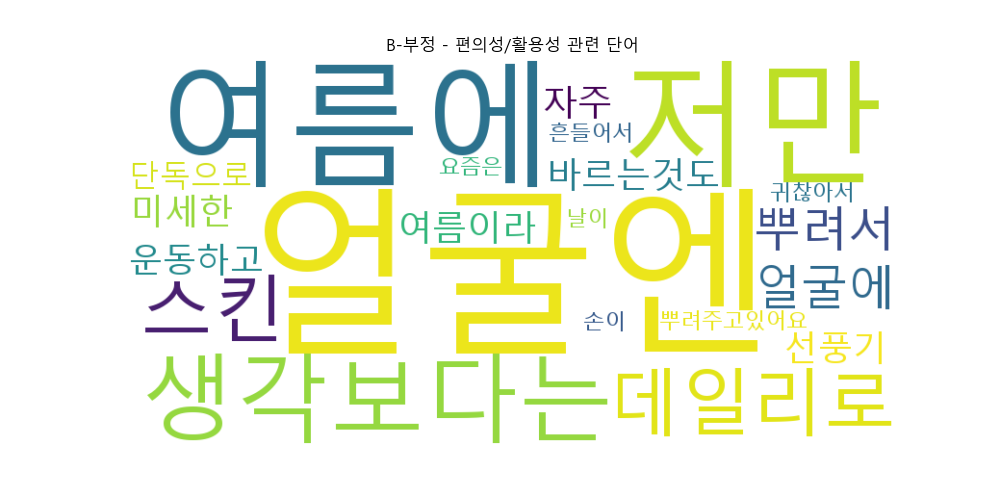 B-부정 - 편의성/활용성 관련 단어
여름에 자주 저만
흔들어서
단독으로 요즘은 바르는것도 귀찮아서
미세한 여름이라 날이 뿌려서
운동하고 얼굴엔 얼굴에
스킨 손이 뿌려주고있어요 선풍기
생각보다는 데일리로